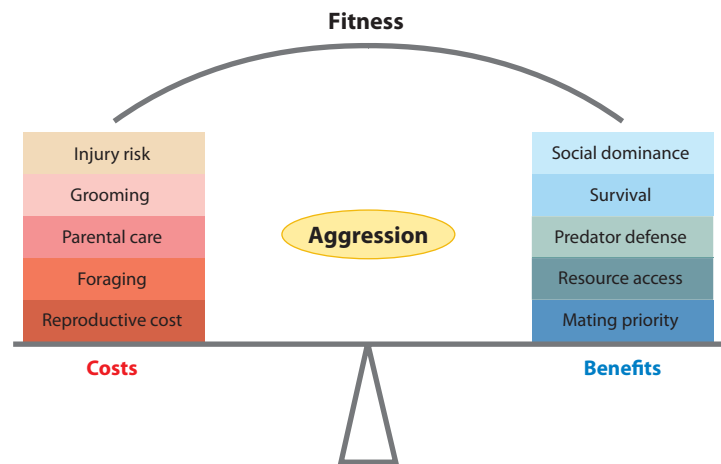 Fitness
Injury risk
Grooming
Parental care
Foraging
Reproductive cost
Costs
Aggression
Social dominance
Survival
Predator defense
Resource access
Mating priority
Benefits